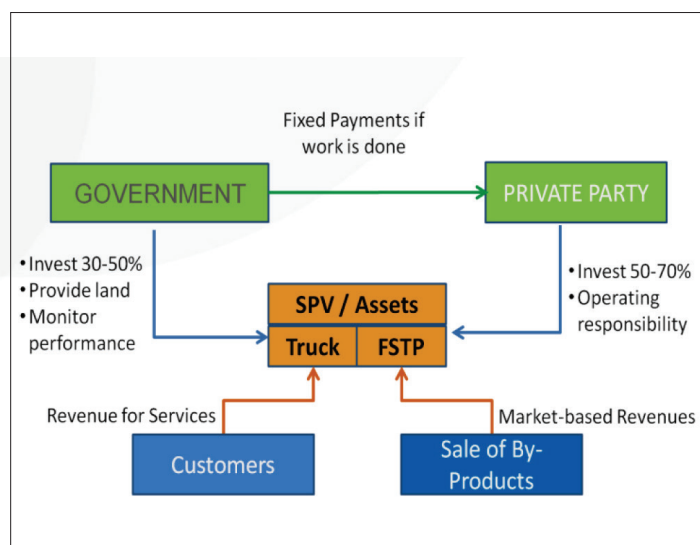 Fixed Payments if
work is done
GOVERNMENT
PRIVATE PARTY
• Invest 30-50%
• Provide land
• Monitor
performance
• Invest 50-70%
• Operating
responsibility
SPV / Assets
Truck
FSTP
Revenue for Services
Market-based Revenues
Customers
Sale of By-
Products